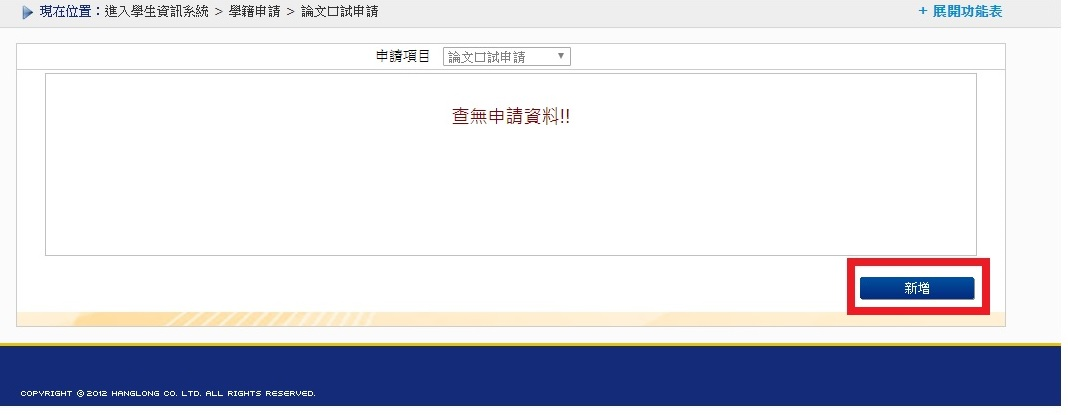 現在位置：進入學生資訊系統 > 學籍申請 > 論文口試申請
+ 展開功能表
申請項目 論文口試申請
查無申請資料!!
新增
COPYRIGHT © 2012 HANGLONG CO. LTD. ALL RIGHTS RESERVED.